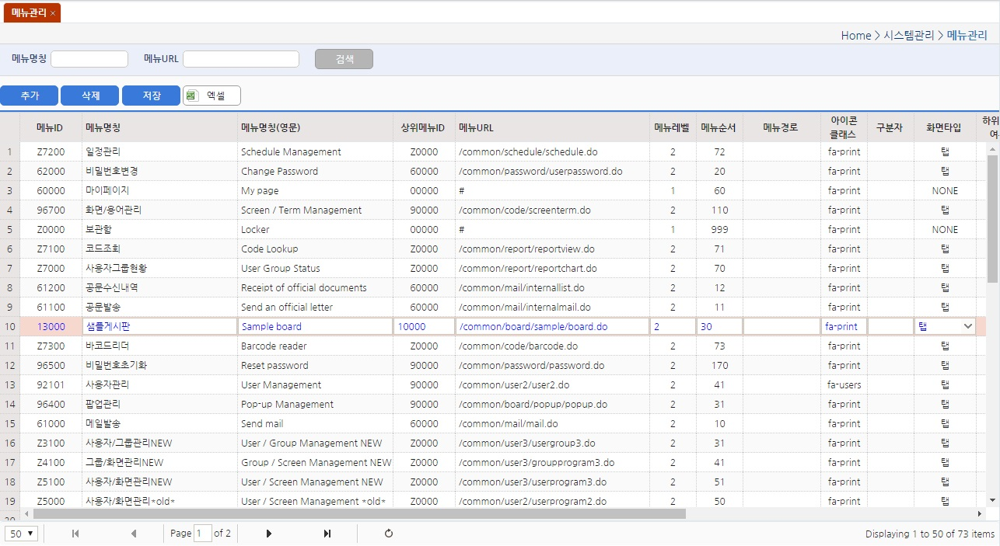 메뉴관리 ×
Home > 시스템관리 > 메뉴관리
메뉴명칭 메뉴URL 검색
추가 삭제 저장 엑셀
메뉴ID 메뉴명칭 메뉴명칭(영문) 상위메뉴ID 메뉴URL 메뉴레벨 메뉴순서 메뉴경로 아이콘 클래스 구분자 화면타입
1 Z7200 일정관리 Schedule Management Z0000 /common/schedule/schedule.do 2 72 fa-print 탭
2 62000 비밀번호변경 Change Password 60000 /common/password/userpassword.do 2 20 fa-print 탭
3 60000 마이페이지 My page 00000 # 1 60 fa-print NONE
4 96700 화면/용어관리 Screen / Term Management 90000 /common/code/screenterm.do 2 110 fa-print 탭
5 Z0000 보관함 Locker 00000 # 1 999 fa-print NONE
6 Z7100 코드조회 Code Lookup Z0000 /common/report/reportview.do 2 71 fa-print 탭
7 Z7000 사용자그룹현황 User Group Status Z0000 /common/report/reportchart.do 2 70 fa-print 탭
8 61200 공문수신내역 Receipt of official documents 60000 /common/mail/internallist.do 2 12 fa-print 탭
9 61100 공문발송 Send an official letter 60000 /common/mail/internalmail.do 2 11 fa-print 탭
10 13000 샘플게시판 Sample board 10000 /common/board/sample/board.do 2 30 fa-print 탭
11 Z7300 바코드리더 Barcode reader Z0000 /common/code/barcode.do 2 73 fa-print 탭
12 96500 비밀번호초기화 Reset password 90000 /common/password/password.do 2 170 fa-print 탭
13 92101 사용자관리 User Management 90000 /common/user2/user2.do 2 41 fa-users 탭
14 96400 팝업관리 Pop-up Management 90000 /common/board/popup/popup.do 2 31 fa-print 탭
15 61000 메일발송 Send mail 60000 /common/mail/mail.do 2 10 fa-print 탭
16 Z3100 사용자/그룹관리NEW User / Group Management NEW Z0000 /common/user3/usergroup3.do 2 31 fa-print 탭
17 Z4100 그룹/화면관리NEW Group / Screen Management NEW Z0000 /common/user3/groupprogram3.do 2 41 fa-print 탭
18 Z5100 사용자/화면관리NEW User / Screen Management NEW Z0000 /common/user3/userprogram3.do 2 51 fa-print 탭
19 Z5000 사용자/화면관리*old* User / Screen Management *old* Z0000 /common/user2/userprogram2.do 2 50 fa-print 탭
50 Page 1 of 2 Displaying 1 to 50 of 73 items